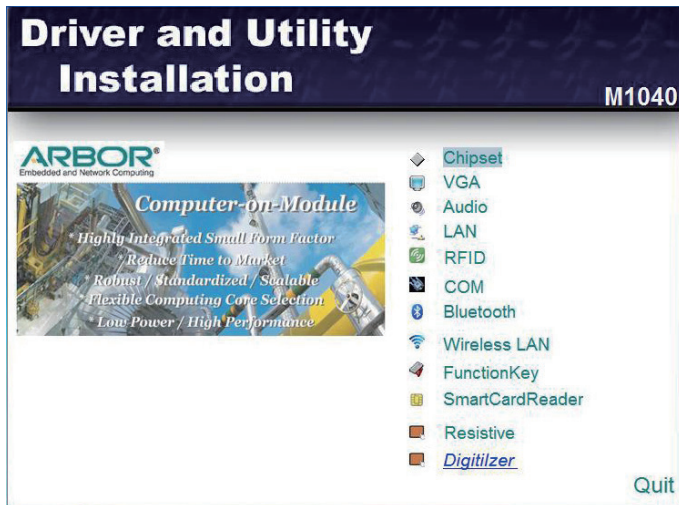 Driver and Utility
Installation
M1040
ARBOR®
Embedded and Network Computing
Computer-on-Module
* Highly Integrated Small Form Factor
* Reduce Time to Market
* Robust / Standardized / Scalable
* Flexible Computing Core Selection
Low Power / High Performance
Chipset
VGA
Audio
LAN
RFID
COM
Bluetooth
Wireless LAN
FunctionKey
SmartCardReader
Resistive
Digitilzer
Quit